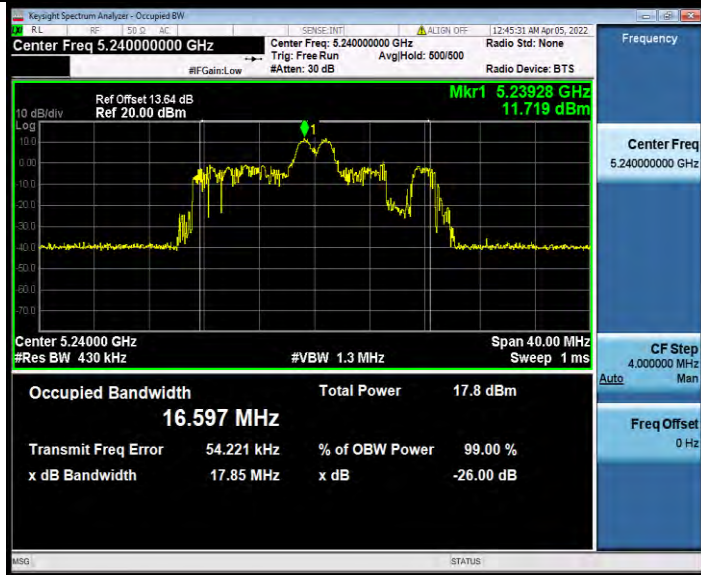 Keysight Spectrum Analyzer - Occupied BW
RL RF 50 Ω AC SENSE:INT ALIGN OFF 12:45:31 AM Apr 05, 2022
Center Freq 5.240000000 GHz
Center Freq: 5.240000000 GHz
Radio Std: None
Trig: Free Run Avg|Hold: 500/500
#IFGain:Low #Atten: 30 dB Radio Device: BTS
Frequency
Ref Offset 13.64 dB
10 dB/div Ref 20.00 dBm
Mkr1 5.23928 GHz
11.719 dBm
Log
10.0
0.00
-10.0
-20.0
-30.0
-40.0
-50.0
-60.0
-70.0
1
Center 5.24000 GHz Span 40.00 MHz
#Res BW 430 kHz #VBW 1.3 MHz Sweep 1 ms
Occupied Bandwidth Total Power 17.8 dBm
16.597 MHz
Transmit Freq Error 54.221 kHz % of OBW Power 99.00 %
x dB Bandwidth 17.85 MHz x dB -26.00 dB
Center Freq
5.240000000 GHz
CF Step
4.000000 MHz
Auto Man
Freq Offset
0 Hz
MSG STATUS